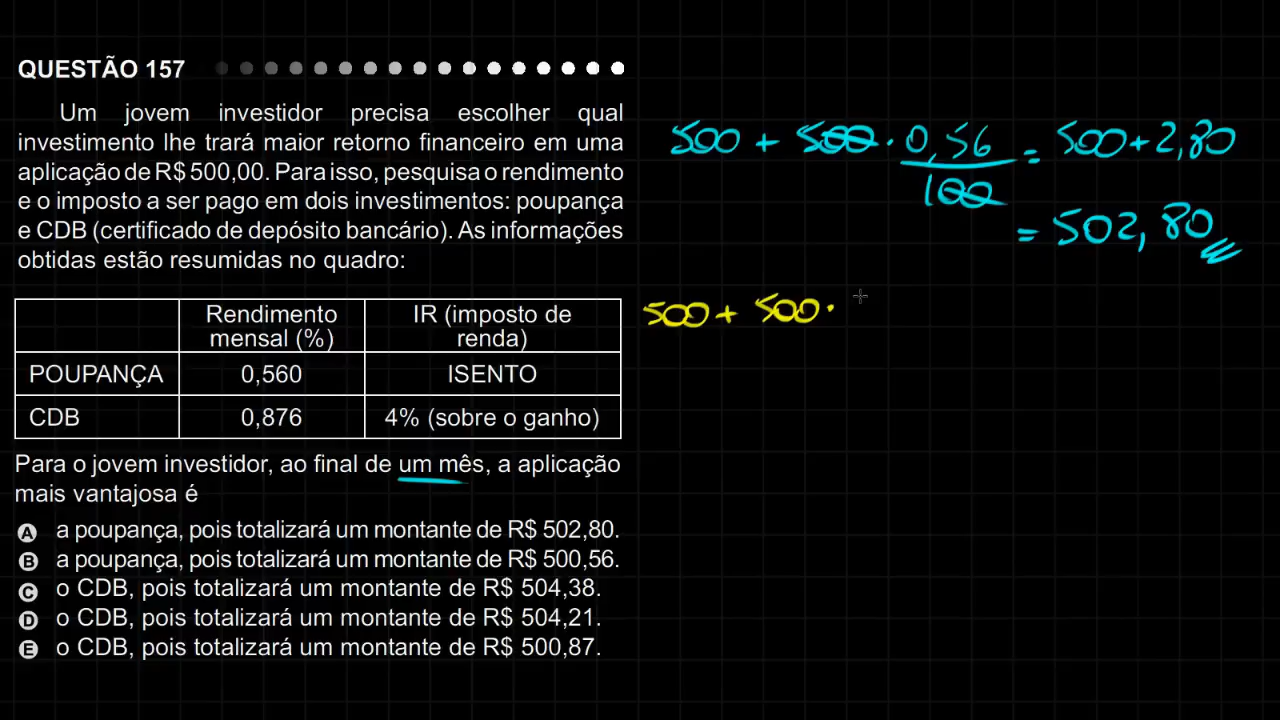 QUESTÃO 157
Um jovem investidor precisa escolher qual
investimento lhe trará maior retorno financeiro em uma
aplicação de R$ 500,00. Para isso, pesquisa o rendimento
e o imposto a ser pago em dois investimentos: poupança
e CDB (certificado de depósito bancário). As informações
obtidas estão resumidas no quadro:
Rendimento mensal (%) IR (imposto de renda)
POUPANÇA 0,560 ISENTO
CDB 0,876 4% (sobre o ganho)
Para o jovem investidor, ao final de um mês, a aplicação
mais vantajosa é
A a poupança, pois totalizará um montante de R$ 502,80.
B a poupança, pois totalizará um montante de R$ 500,56.
C o CDB, pois totalizará um montante de R$ 504,38.
D o CDB, pois totalizará um montante de R$ 504,21.
E o CDB, pois totalizará um montante de R$ 500,87.
500 + 500 · 0,56 / 100 = 500 + 2,80
= 502,80
500 + 500 ·